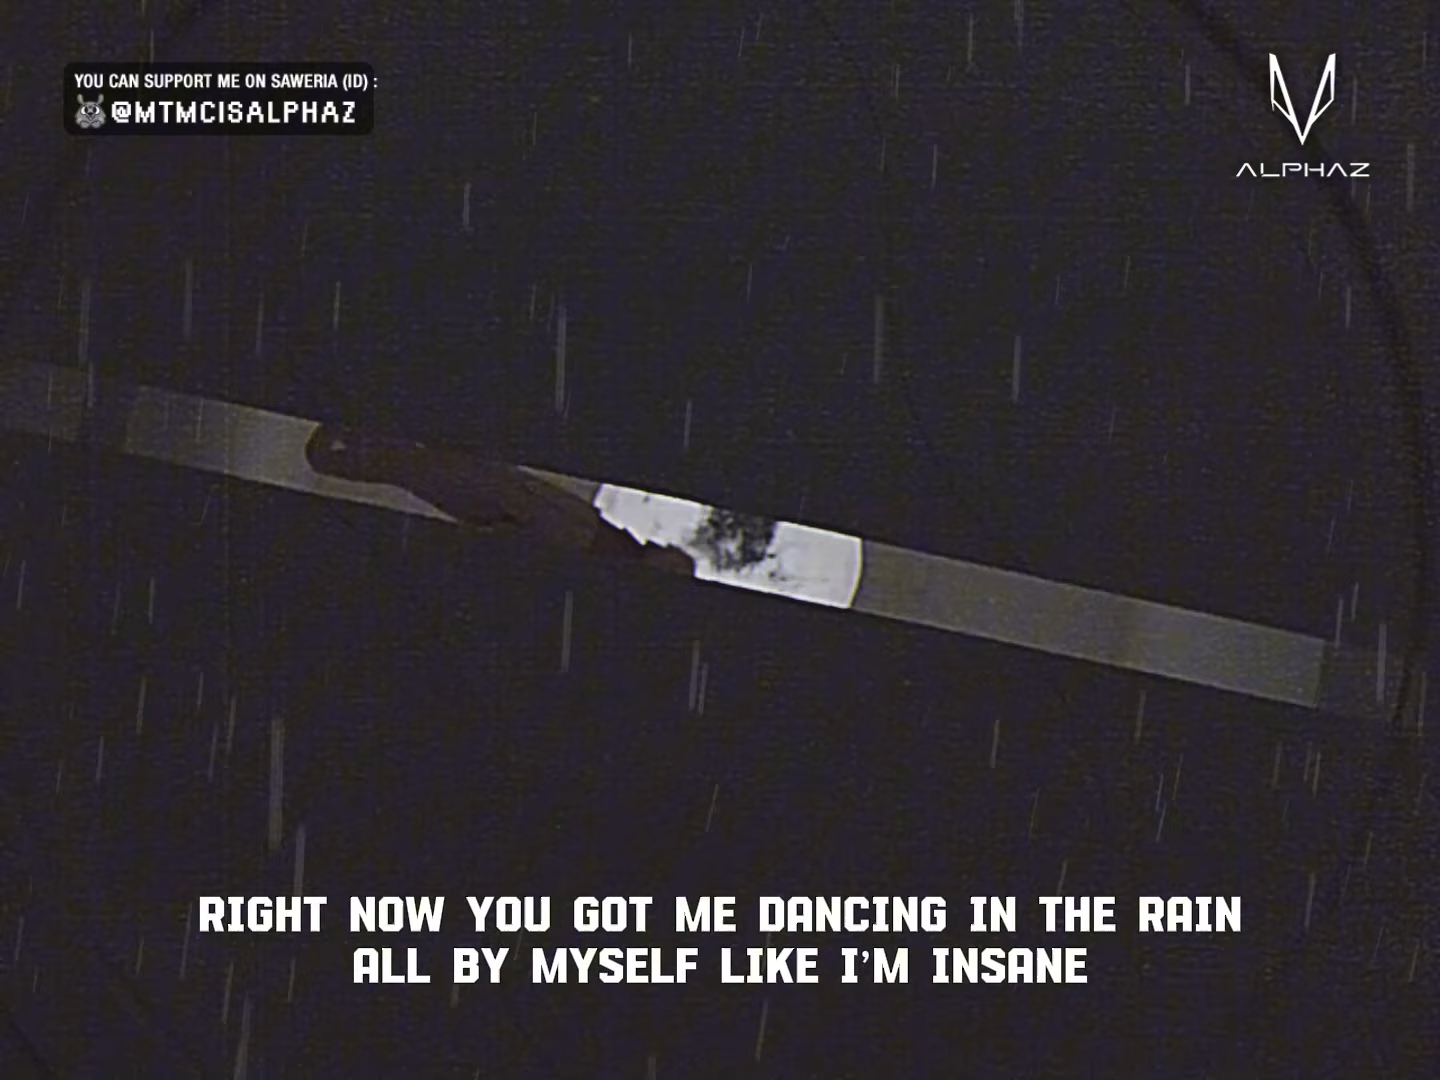 YOU CAN SUPPORT ME ON SAWERIA (ID) :
@MTMCISALPHAZ
ALPHAZ
RIGHT NOW YOU GOT ME DANCING IN THE RAIN
ALL BY MYSELF LIKE I'M INSANE